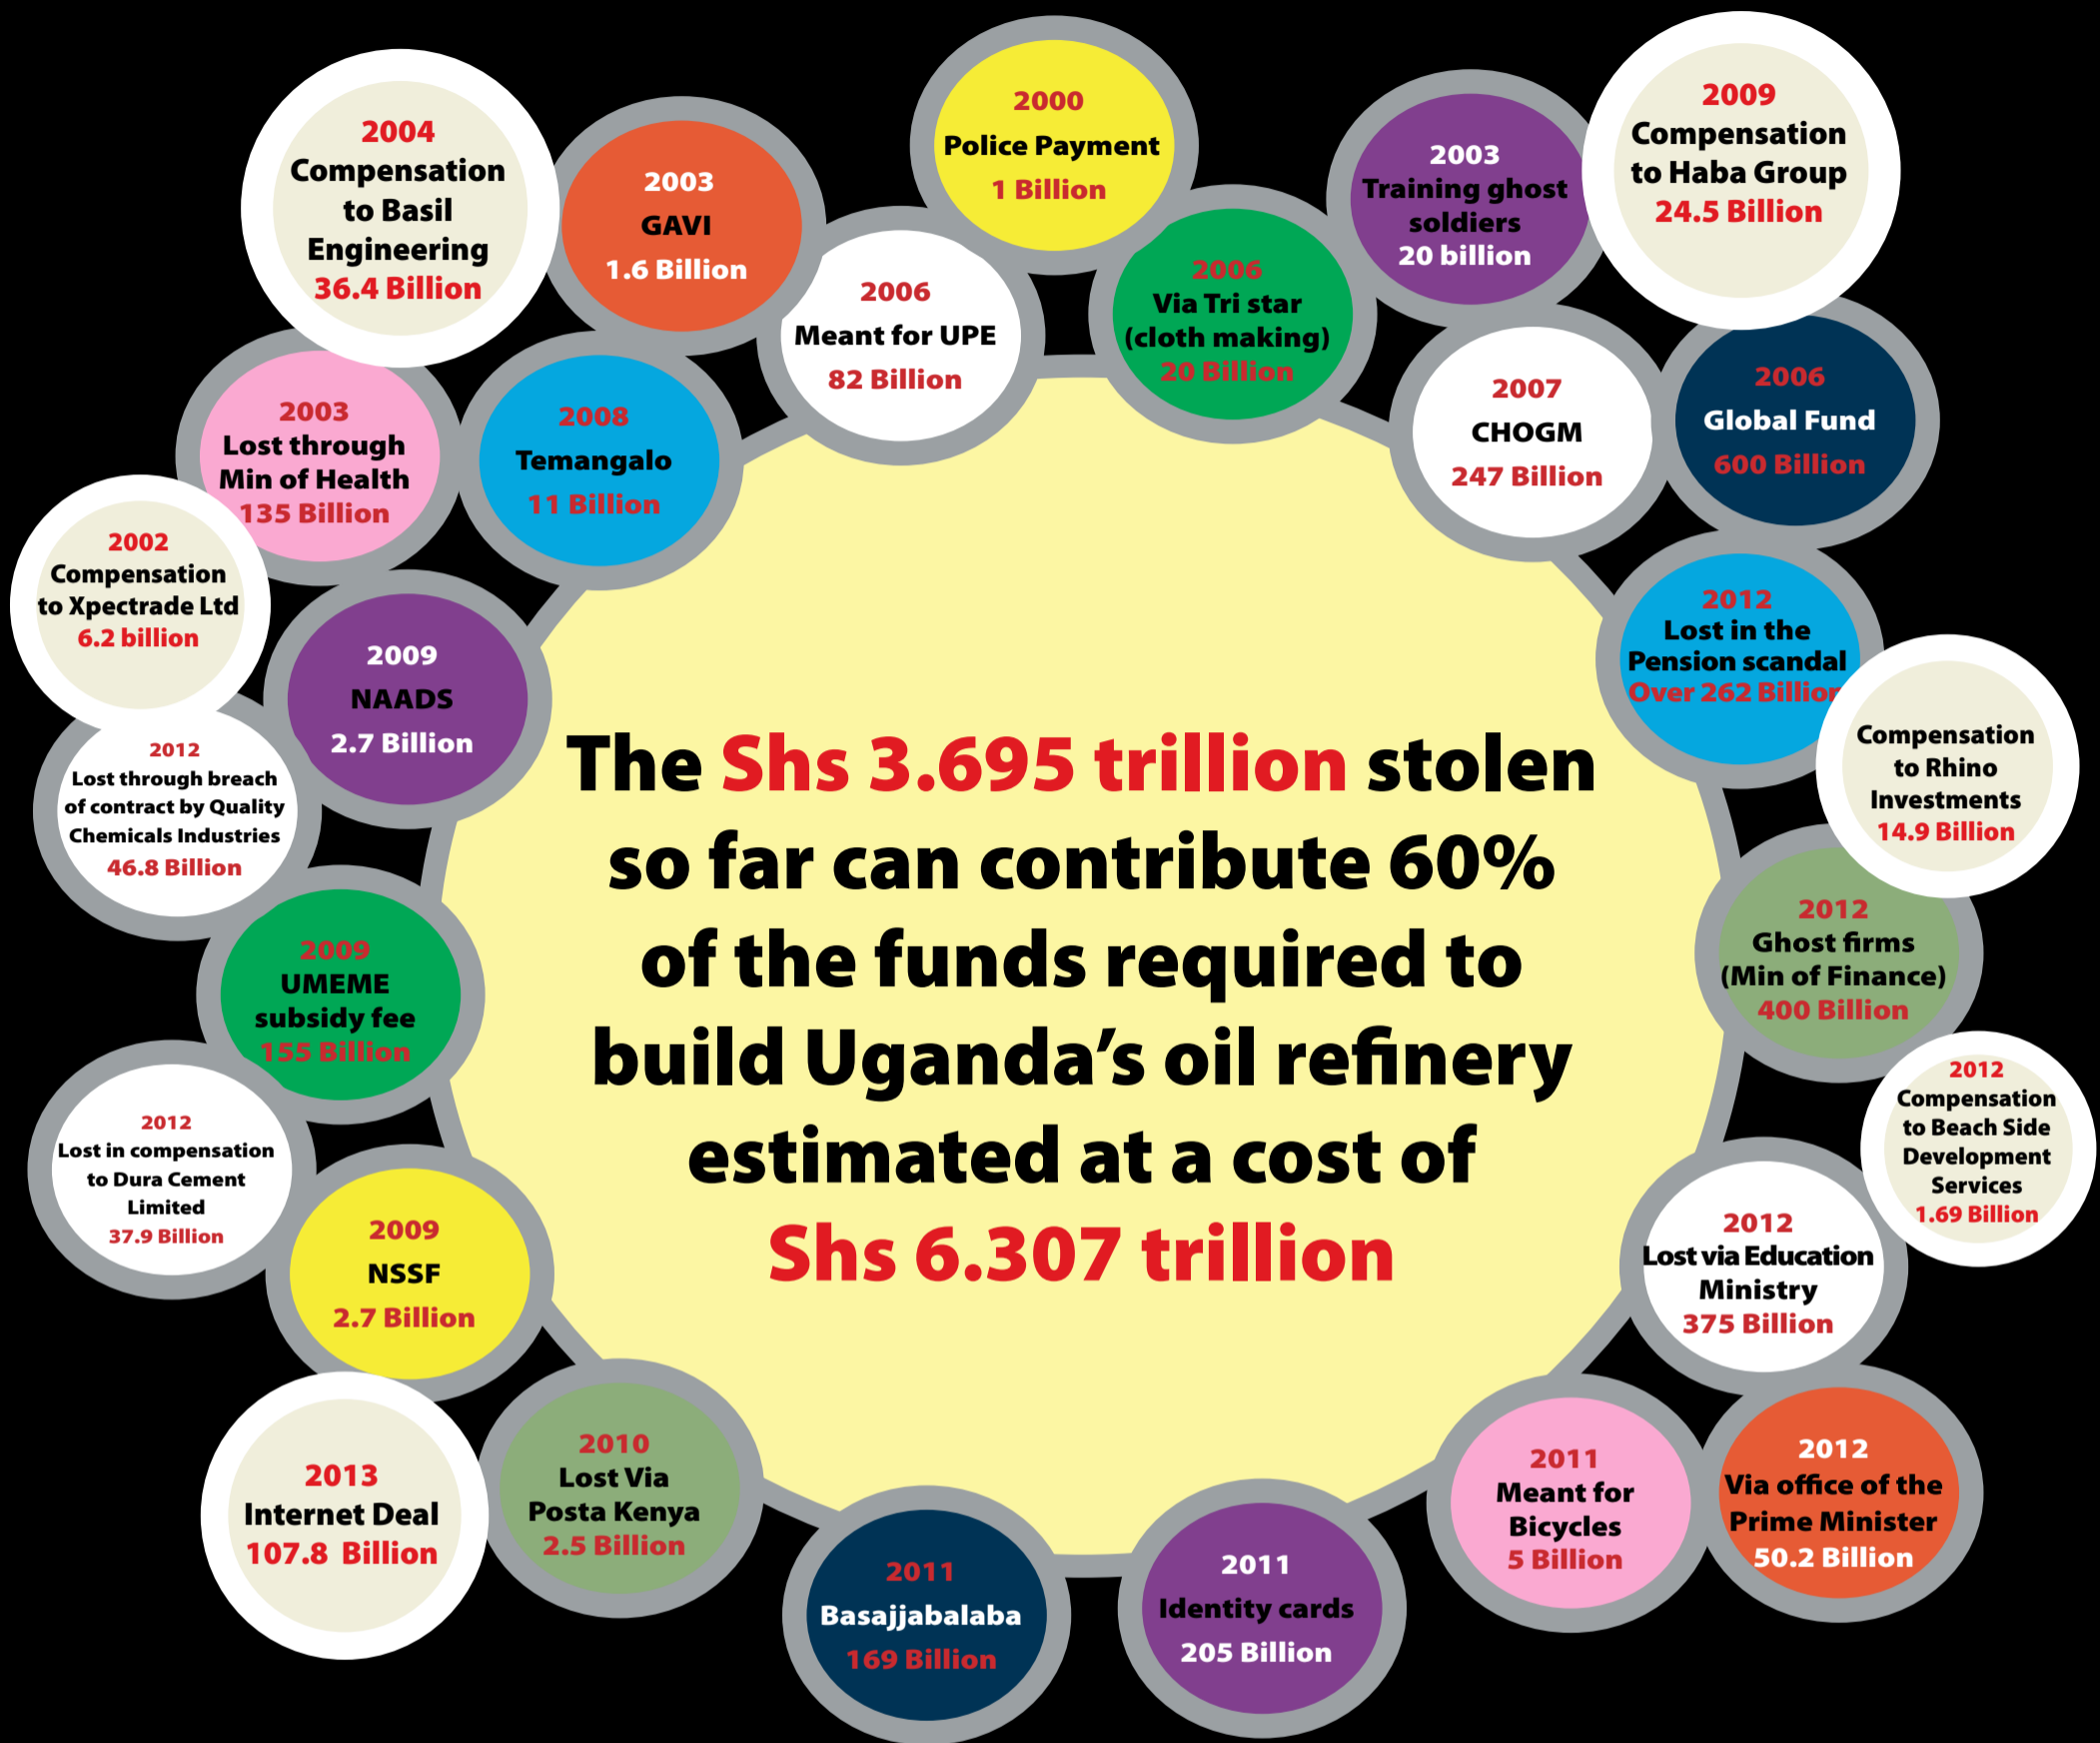 2004
Compensation
to Basil
Engineering
36.4 Billion
2003
GAVI
1.6 Billion
2000
Police Payment
1 Billion
2003
Training ghost
soldiers
20 billion
2009
Compensation
to Haba Group
24.5 Billion
2006
Meant for UPE
82 Billion
2006
Via Tri star
(cloth making)
20 Billion
2007
CHOGM
247 Billion
2006
Global Fund
600 Billion
2003
Lost through
Min of Health
135 Billion
2008
Temangalo
11 Billion
2002
Compensation
to Xpectrade Ltd
6.2 billion
2009
NAADS
2.7 Billion
2012
Lost in the
Pension scandal
Over 262 Billion
Compensation
to Rhino
Investments
14.9 Billion
2012
Lost through breach
of contract by Quality
Chemicals Industries
46.8 Billion
The Shs 3.695 trillion stolen
so far can contribute 60%
of the funds required to
build Uganda's oil refinery
estimated at a cost of
Shs 6.307 trillion
2009
UMEME
subsidy fee
155 Billion
2012
Ghost firms
(Min of Finance)
400 Billion
2012
Compensation
to Beach Side
Development
Services
1.69 Billion
2012
Lost in compensation
to Dura Cement
Limited
37.9 Billion
2009
NSSF
2.7 Billion
2012
Lost via Education
Ministry
375 Billion
2013
Internet Deal
107.8 Billion
2010
Lost Via
Posta Kenya
2.5 Billion
2011
Basajjabalaba
169 Billion
2011
Identity cards
205 Billion
2011
Meant for
Bicycles
5 Billion
2012
Via office of the
Prime Minister
50.2 Billion